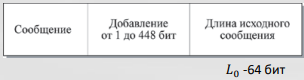 Сообщение
Добавление
от 1 до 448 бит
Длина исходного
сообщения
L₀ -64 бит